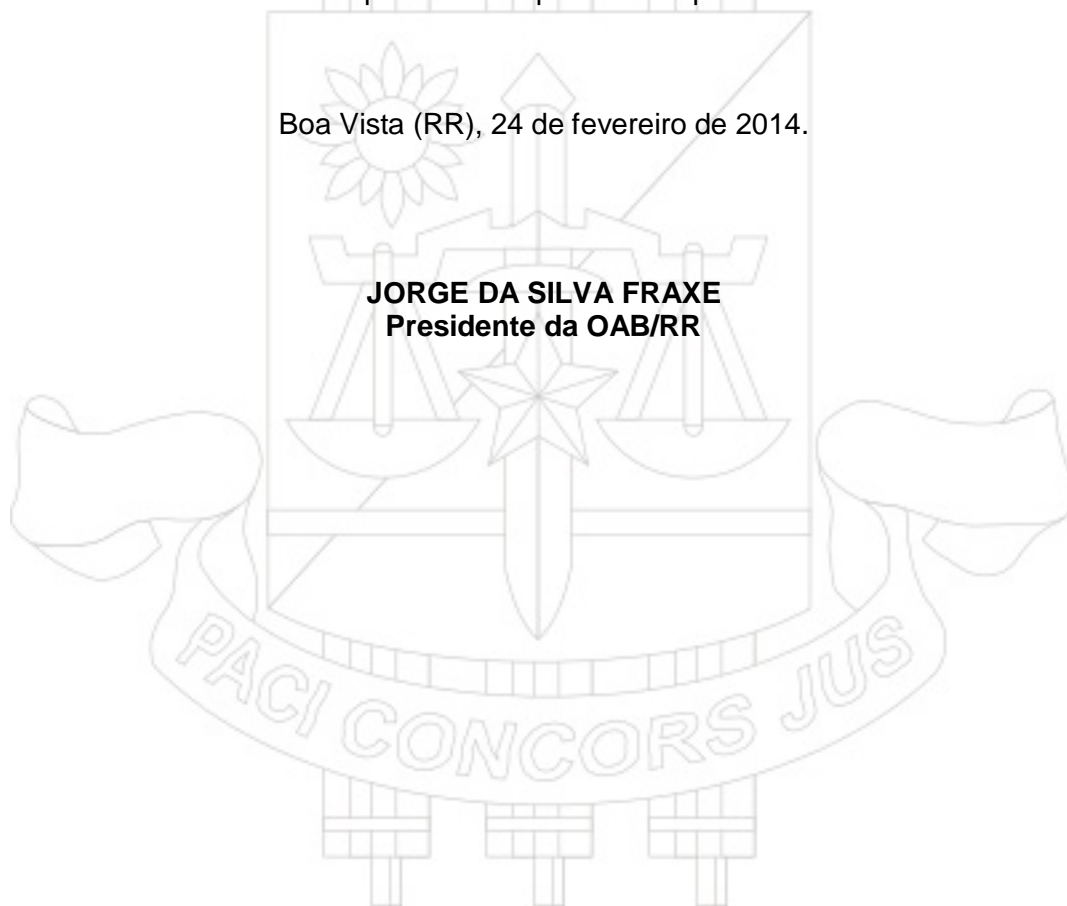 Boa Vista (RR), 24 de fevereiro de 2014.
JORGE DA SILVA FRAXE
Presidente da OAB/RR
PACI CONCORS JUS